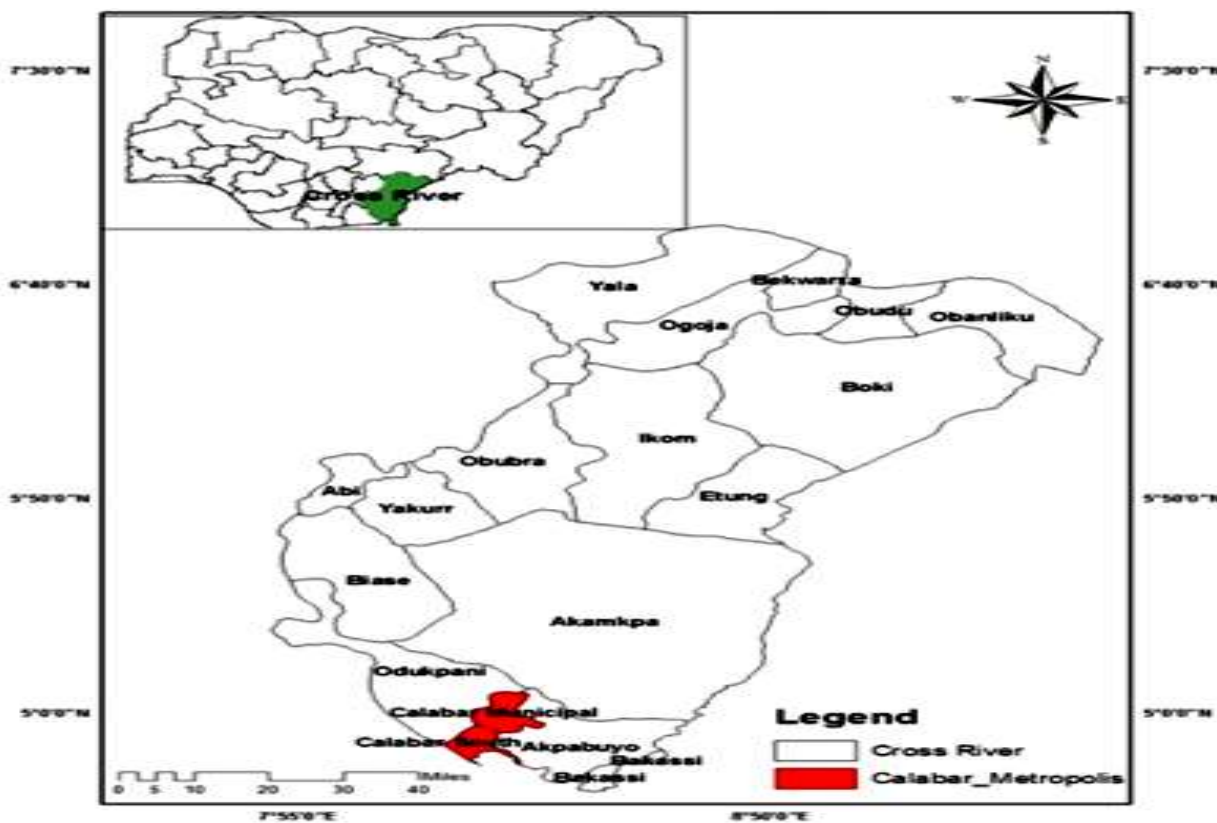 7°30'0"N
7°30'0"N
N
W
E
S
Cross River
6°40'0"N
6°40'0"N
Yala
Bekwarra
Obudu
Obanliku
Ogoja
Boki
Ikom
Obubra
Abi
Etung
5°50'0"N
5°50'0"N
Yakurr
Biase
Akamkpa
Odukpani
5°0'0"N
5°0'0"N
Calabar Municipal
Legend
Calabar South
Akpabuyo
Cross River
Bakassi
Bakassi
Calabar_Metropolis
Miles
0 5 10 20 30 40
7°55'0"E
8°50'0"E